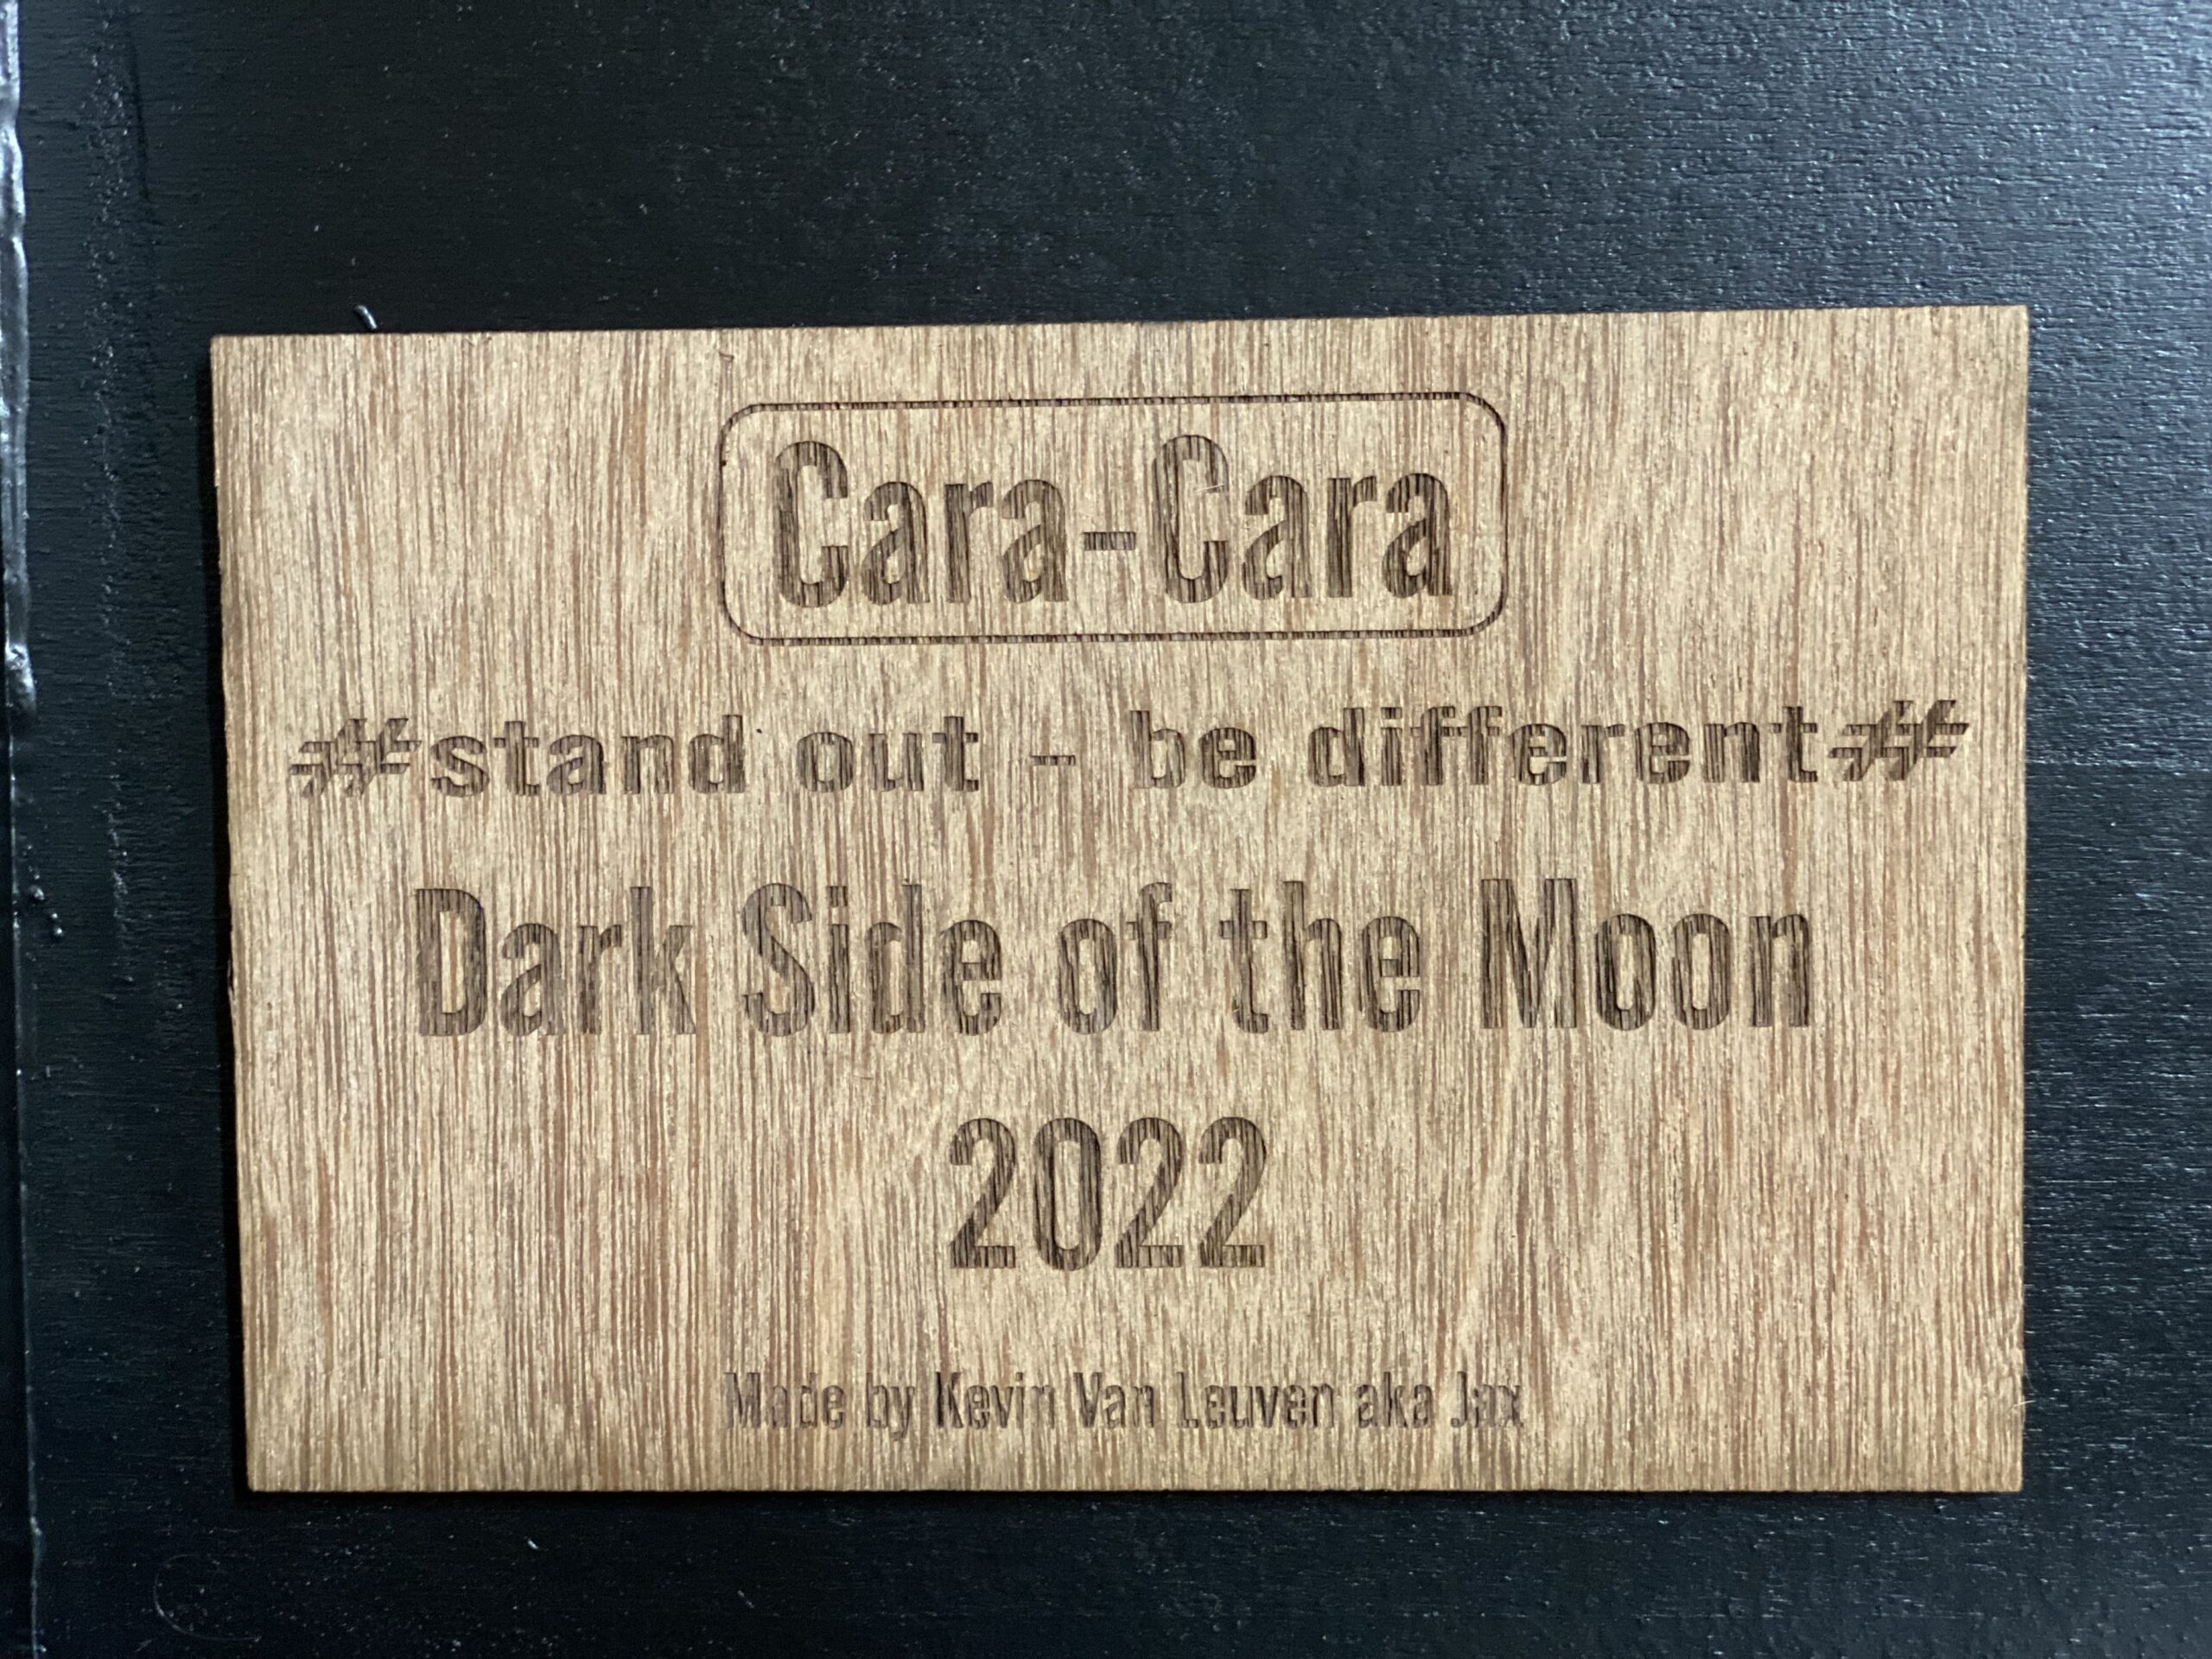 Cara-Cara
#stand out - be different#
Dark Side of the Moon
2022
Made by Kevin Van Leuven aka Jax